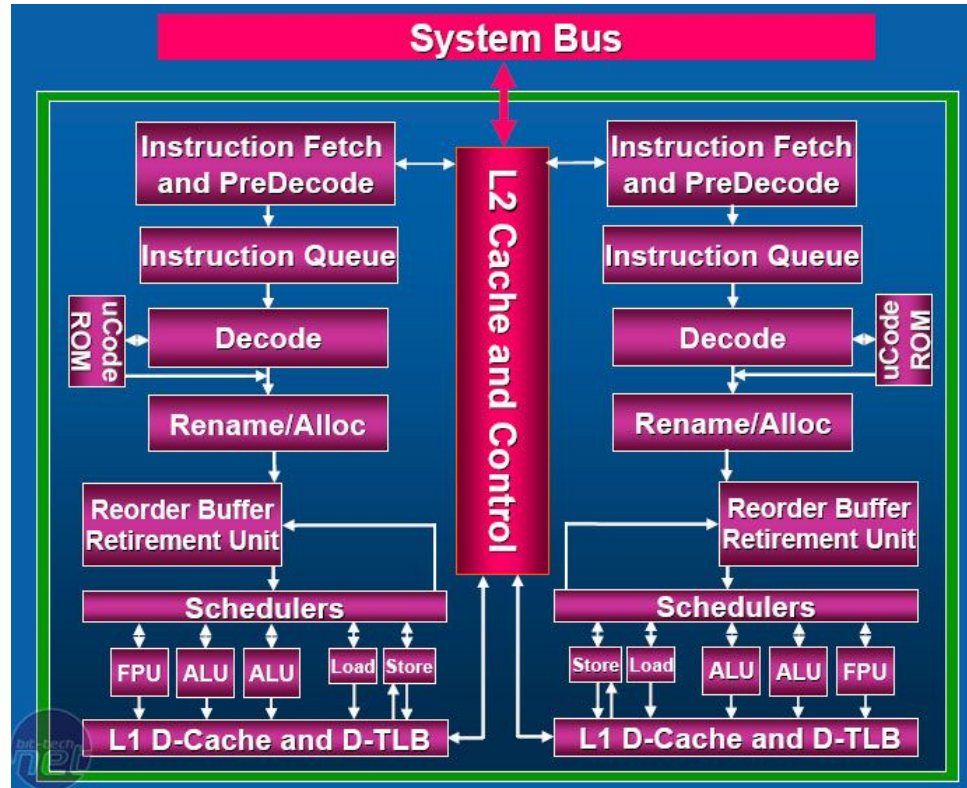 System Bus
Instruction Fetch
and PreDecode
Instruction Queue
uCode
ROM
Decode
Rename/Alloc
Reorder Buffer
Retirement Unit
Schedulers
FPU
ALU
ALU
Load
Store
L1 D-Cache and D-TLB
L2 Cache and Control
Instruction Fetch
and PreDecode
Instruction Queue
Decode
uCode
ROM
Rename/Alloc
Reorder Buffer
Retirement Unit
Schedulers
Store
Load
ALU
ALU
FPU
L1 D-Cache and D-TLB
bit-tech
net